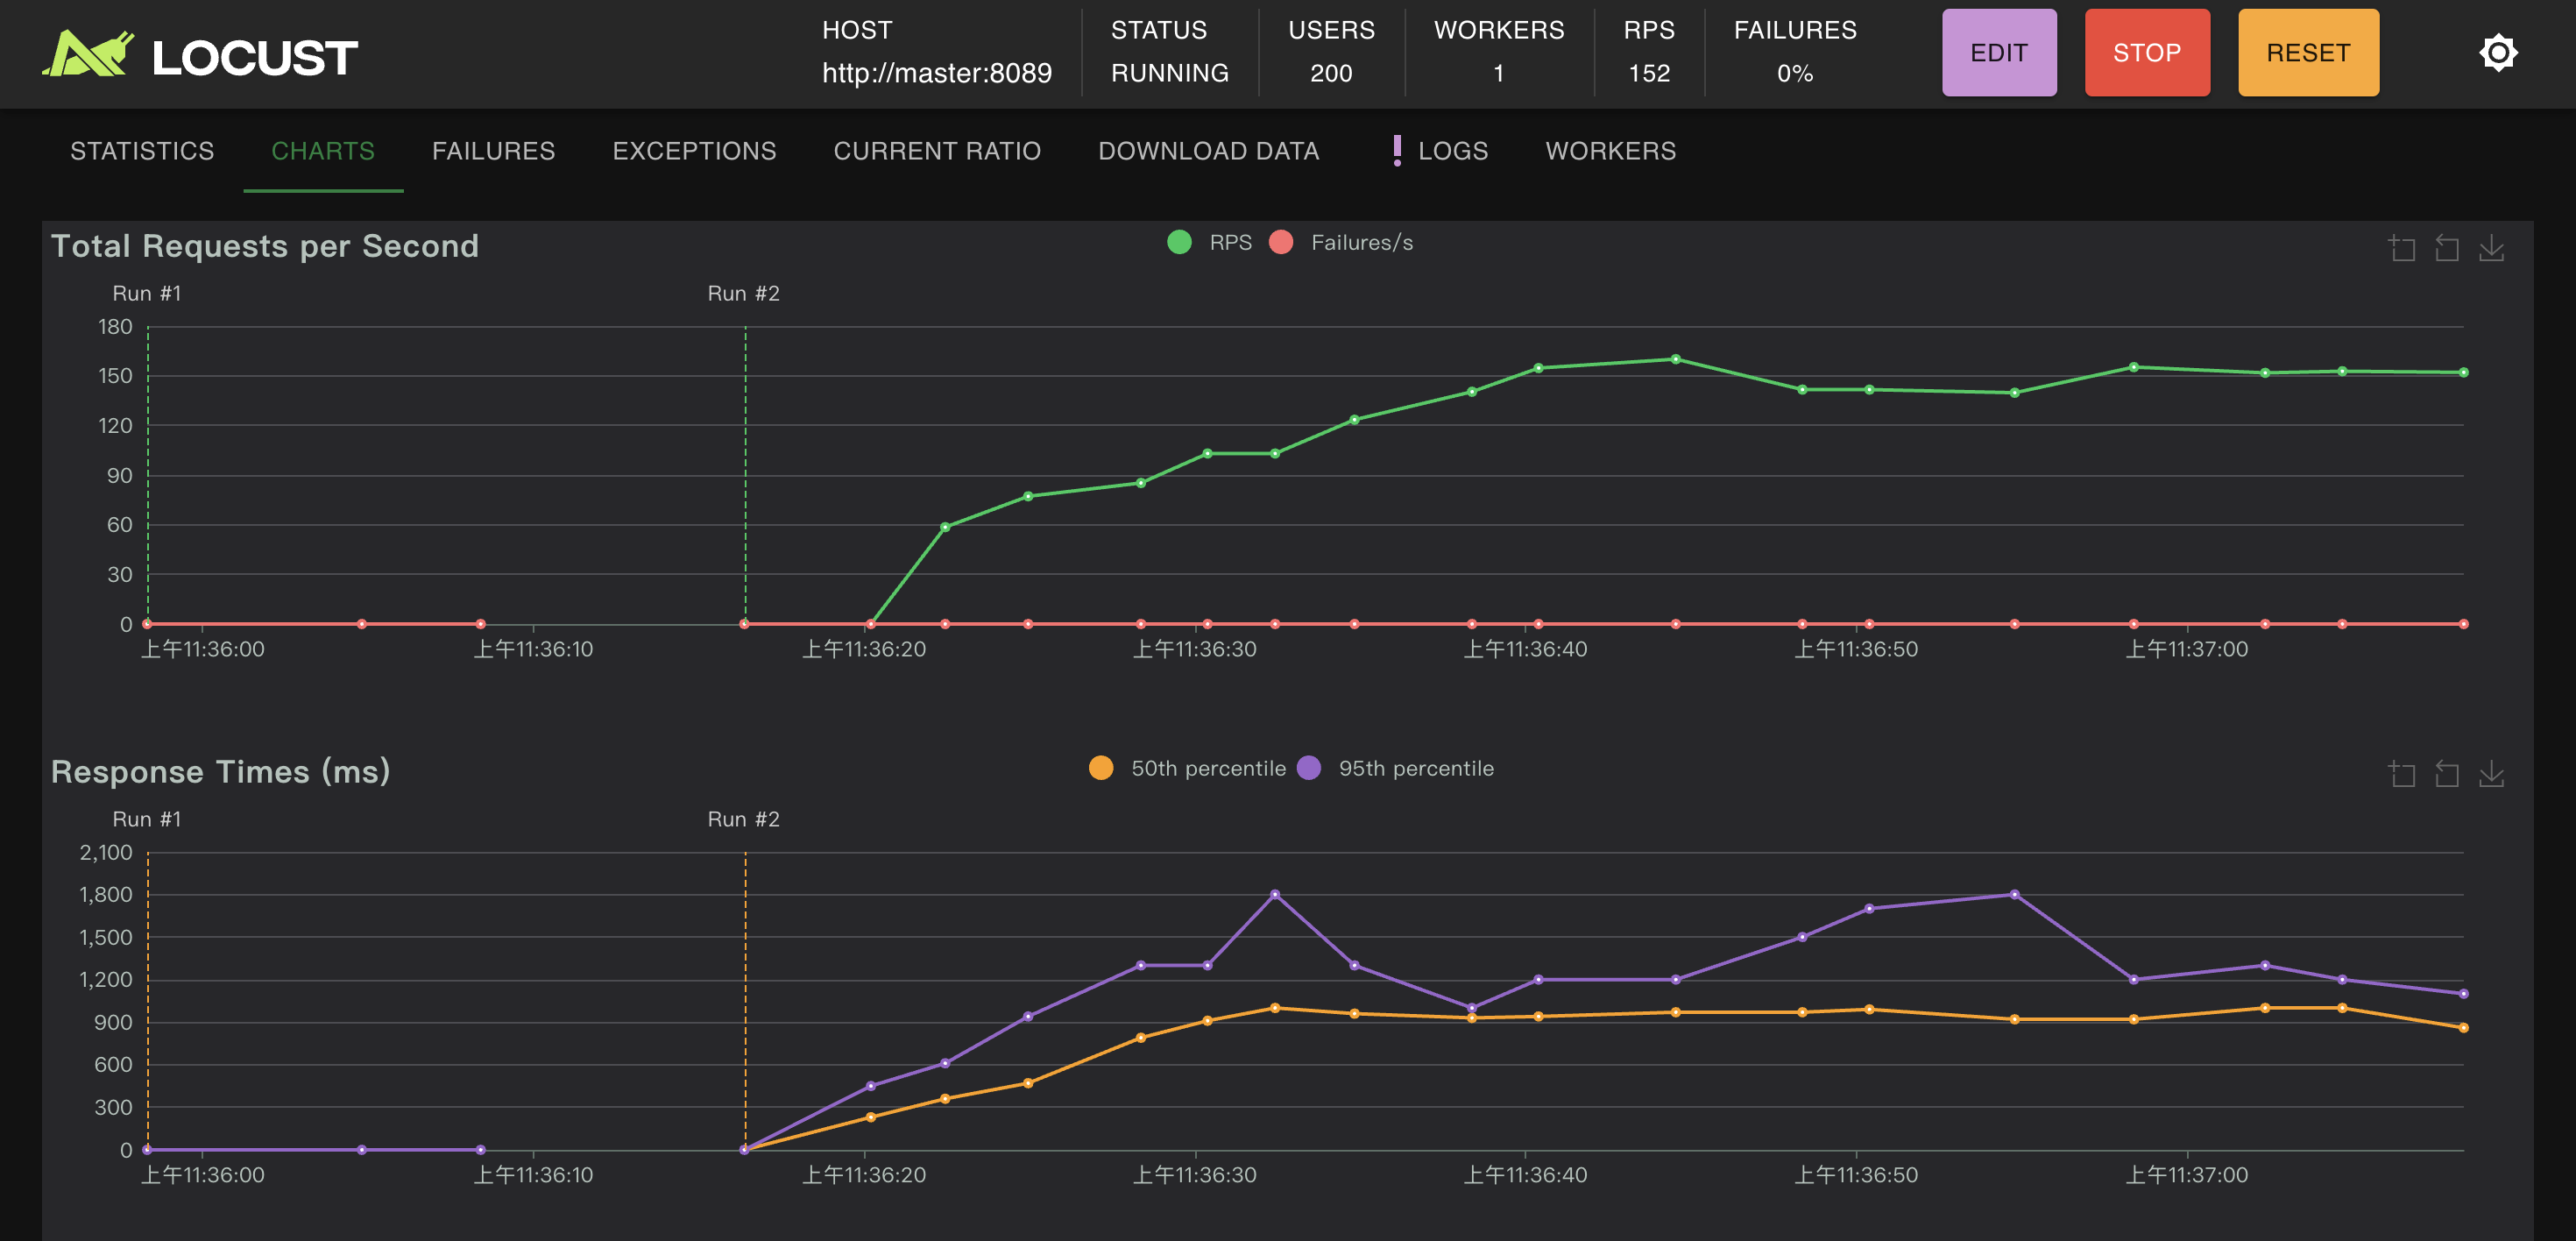 LOCUST
HOST
http://master:8089
STATUS
RUNNING
USERS
200
WORKERS
1
RPS
152
FAILURES
0%
EDIT
STOP
RESET
STATISTICS
CHARTS
FAILURES
EXCEPTIONS
CURRENT RATIO
DOWNLOAD DATA
! LOGS
WORKERS
Total Requests per Second
RPS
Failures/s
Run #1
Run #2
180
150
120
90
60
30
0
上午11:36:00
上午11:36:10
上午11:36:20
上午11:36:30
上午11:36:40
上午11:36:50
上午11:37:00
Response Times (ms)
50th percentile
95th percentile
Run #1
Run #2
2,100
1,800
1,500
1,200
900
600
300
0
上午11:36:00
上午11:36:10
上午11:36:20
上午11:36:30
上午11:36:40
上午11:36:50
上午11:37:00